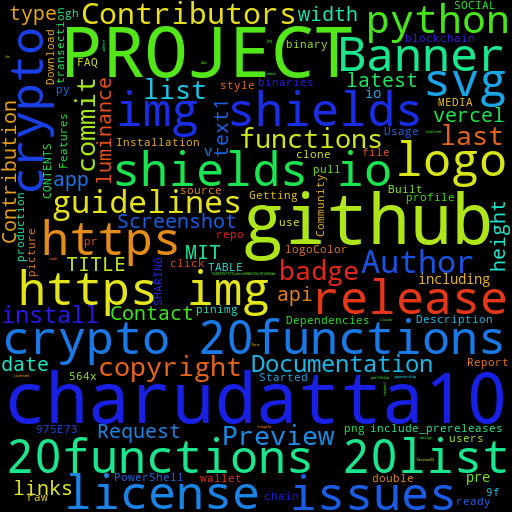 type
gh
Contributors
width
python
SOCIAL
Download
transection
FAQ
PROJECT
binary
blockchain
Banner
latest
binaries
io
style
py
crypto
commit
luminance
list
img shields
text1
svg
MEDIA
vercel
Contribution
CONTENTS
Features
Installation
v
functions
Usage
last
app
source
shields io
clone
pull
file
logo
guidelines
Getting
Community
Built
profile
production
picture
https
Screenshot
MIT
use
github
height
pr
repo
logoColor
Author
TITLE
SHARING
click
TABLE
badge
including
https img
api
release
install
Contact
pinimg
Dependencies
Description
crypto 20functions
date
564x
copyright
Started
Documentation
Report
charudatta10
975E73
Request
Preview
png
include_prereleases
users
20functions 20list
links
raw
PowerShell
wallet
double
pre
license
chain
issues
9f
ready